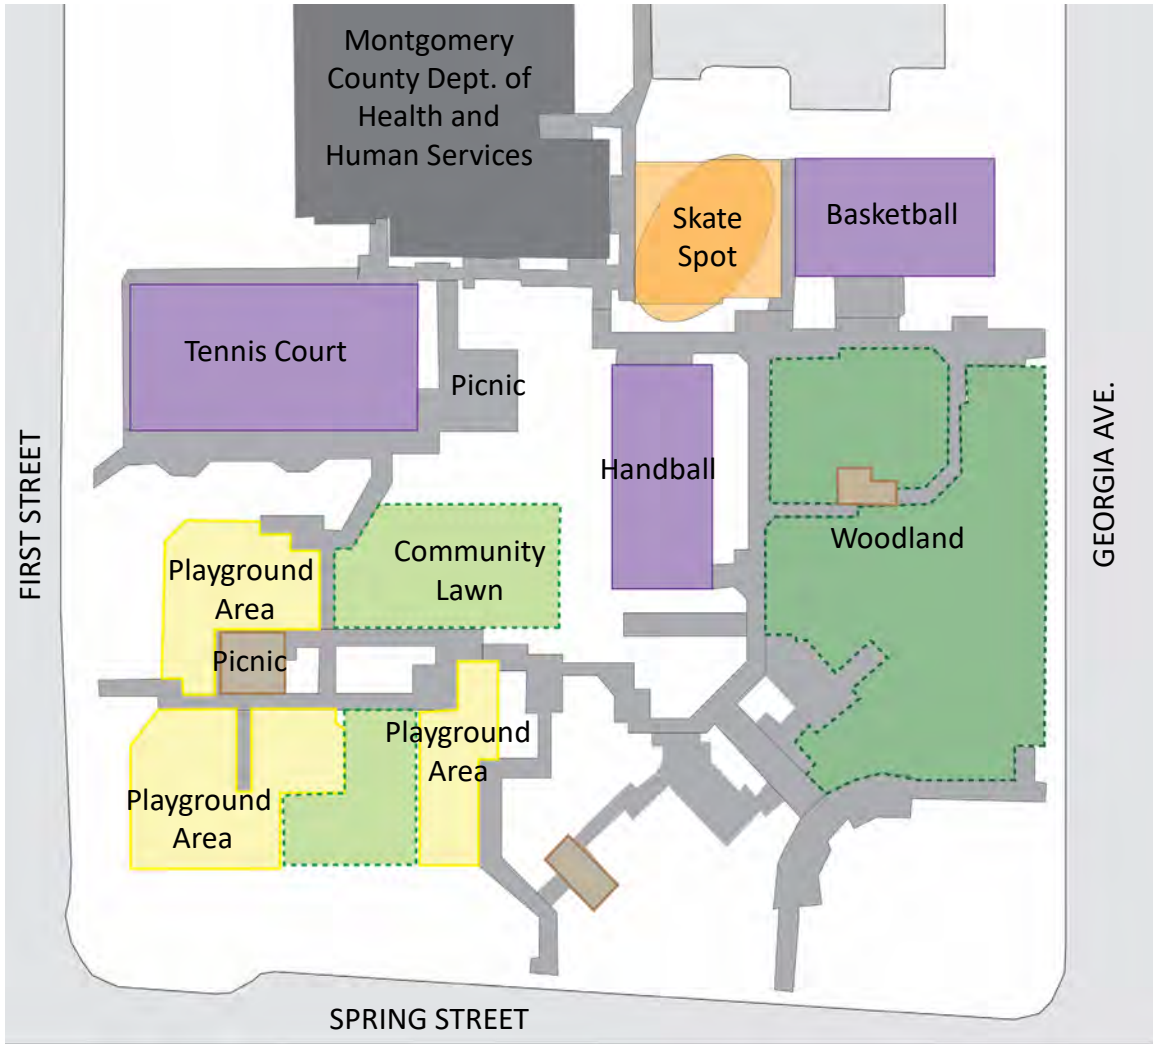 Montgomery
County Dept. of
Health and
Human Services
Skate
Spot
Basketball
Tennis Court
Picnic
Handball
FIRST STREET
GEORGIA AVE.
Community
Lawn
Woodland
Playground
Area
Picnic
Playground
Area
Playground
Area
SPRING STREET